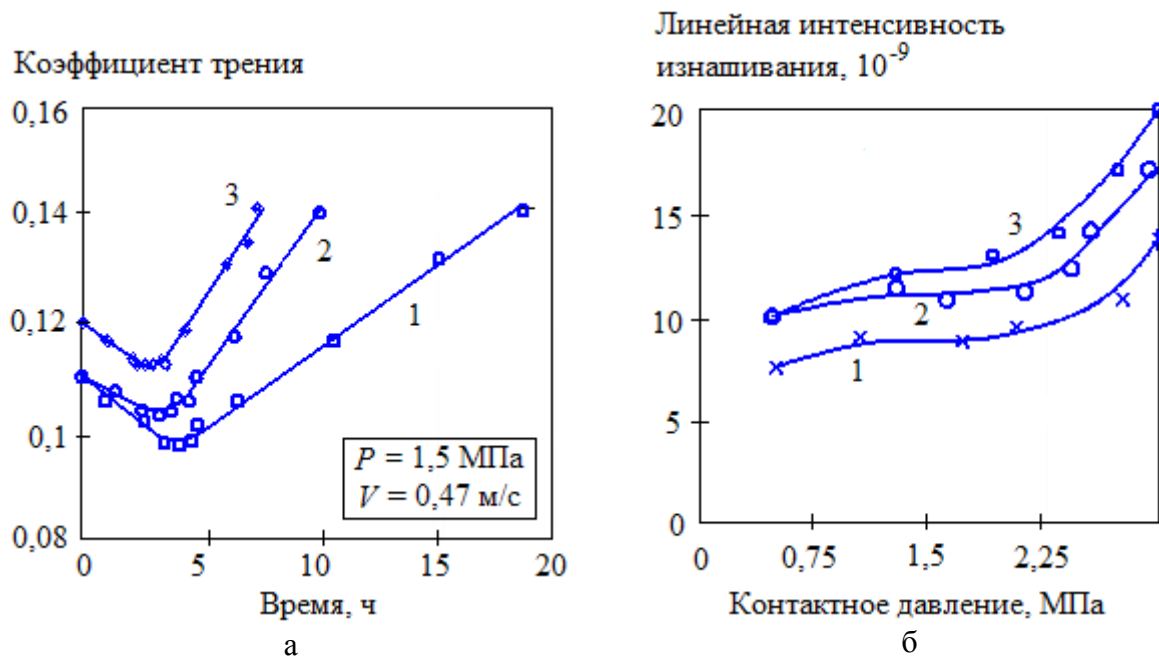 Коэффициент трения
0,16
0,14
0,12
0,1
0,08
0
5
10
15
20
3
2
1
P = 1,5 МПа
V = 0,47 м/с
Время, ч
а
Линейная интенсивность
изнашивания, 10⁻⁹
20
15
10
5
0
0
0,75
1,5
2,25
3
2
1
Контактное давление, МПа
б